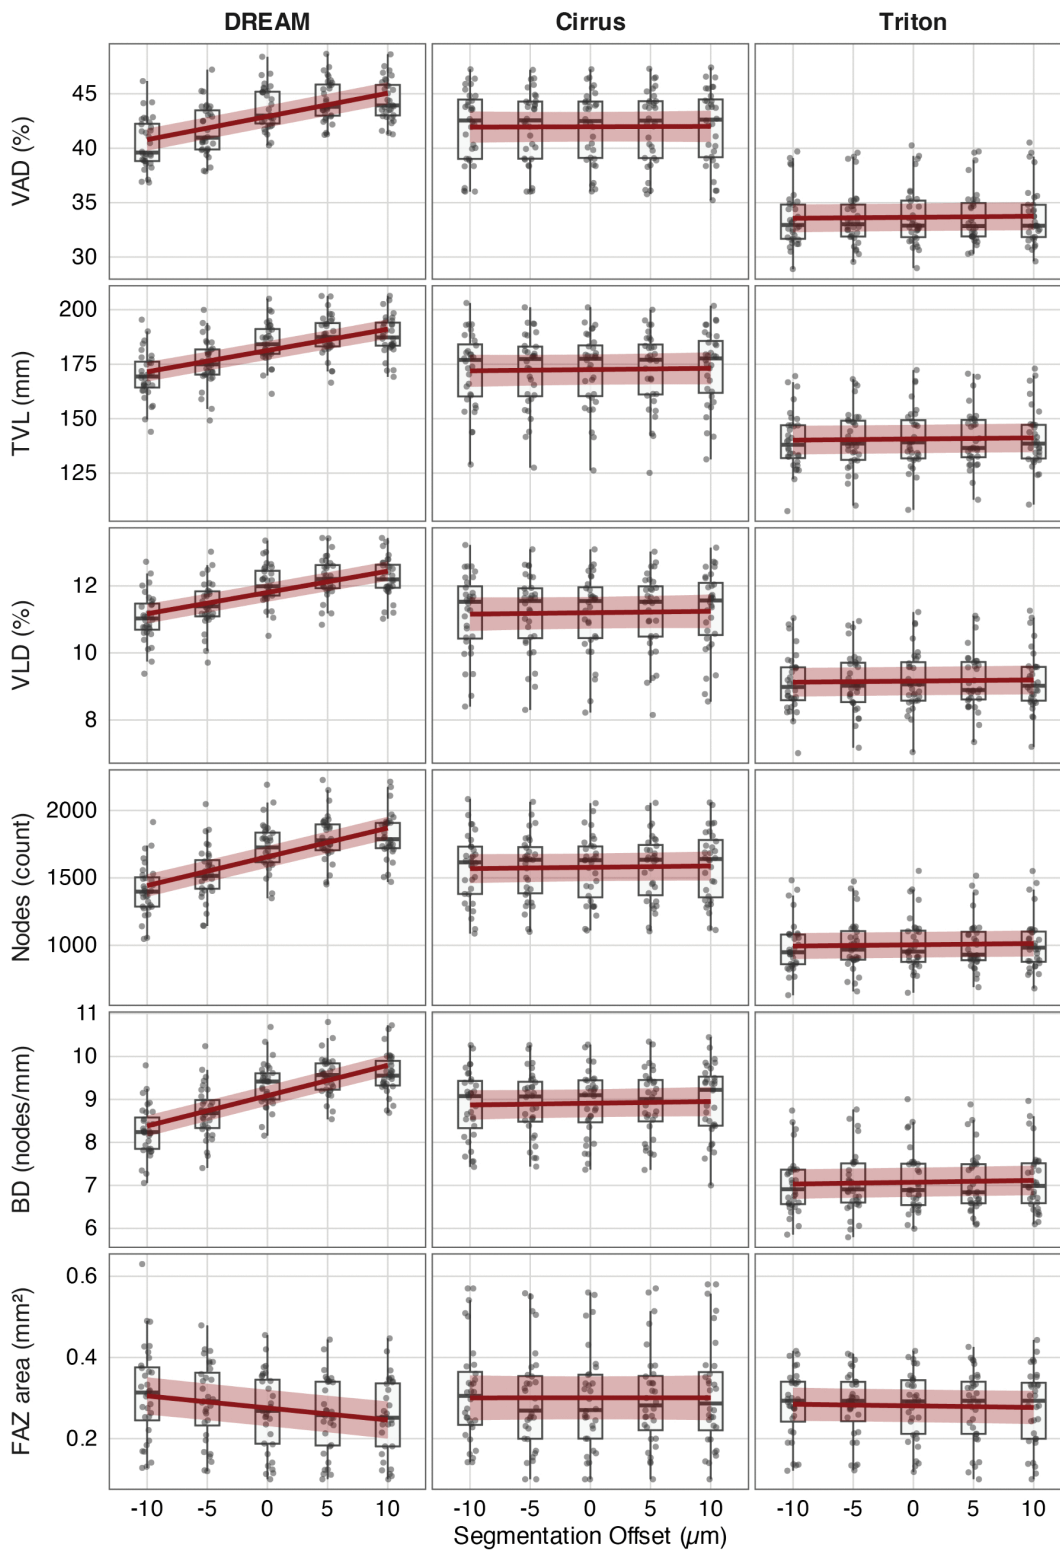 DREAM Cirrus Triton
VAD (%)
45
40
35
30
TVL (mm)
200
175
150
125
VLD (%)
12
10
8
Nodes (count)
2000
1500
1000
BD (nodes/mm)
11
10
9
8
7
6
FAZ area (mm²)
0.6
0.4
0.2
-10 -5 0 5 10 -10 -5 0 5 10 -10 -5 0 5 10
Segmentation Offset (µm)